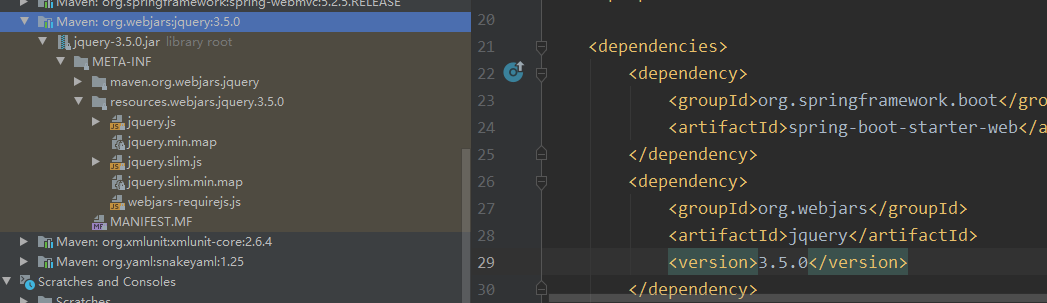 Maven: org.springframework:spring-webmvc:5.2.5.RELEASE
Maven: org.webjars:jquery:3.5.0
jquery-3.5.0.jar library root
META-INF
maven.org.webjars.jquery
resources.webjars.jquery.3.5.0
jquery.js
jquery.min.map
jquery.slim.js
jquery.slim.min.map
webjars-requirejs.js
MANIFEST.MF
Maven: org.xmlunit:xmlunit-core:2.6.4
Maven: org.yaml:snakeyaml:1.25
Scratches and Consoles
Scratches
20
21 <dependencies>
22 <dependency>
23 <groupId>org.springframework.boot</gro
24 <artifactId>spring-boot-starter-web</a
25 </dependency>
26 <dependency>
27 <groupId>org.webjars</groupId>
28 <artifactId>jquery</artifactId>
29 <version>3.5.0</version>
30 </dependency>